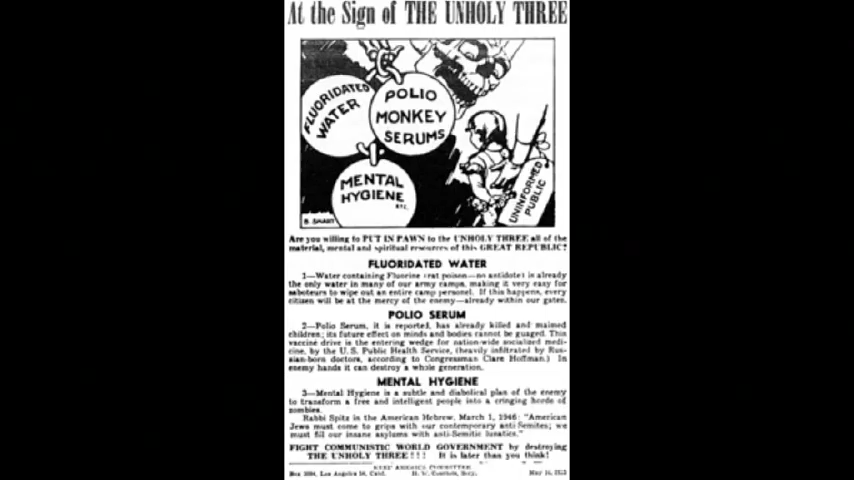 At the Sign of THE UNHOLY THREE
FLUORIDATED
WATER
POLIO
MONKEY
SERUMS
MENTAL
HYGIENE
ETC.
UNINFORMED
PUBLIC
Are you willing to PUT IN PAWN to the UNHOLY THREE all of the
material, mental and spiritual resources of this GREAT REPUBLIC?
FLUORIDATED WATER
1—Water containing Fluorine (rat poison—no antidote) is already
the only water in many of our army camps, making it very easy for
saboteurs to wipe out an entire camp personel. If this happens, every
citizen will be at the mercy of the enemy—already within our gates.
POLIO SERUM
2—Polio Serum, it is reported, has already killed and maimed
children; its future effect on minds and bodies cannot be guaged. This
vaccine drive is the entering wedge for nation-wide socialized medi-
cine, by the U.S. Public Health Service, (heavily infiltrated by Rus-
sian-born doctors, according to Congressman Clare Hoffman.) In
enemy hands it can destroy a whole generation.
MENTAL HYGIENE
3—Mental Hygiene is a subtle and diabolical plan of the enemy
to transform a free and intelligent people into a cringing horde of
zombies.
Rabbi Spitz in the American Hebrew, March 1, 1946: "American
Jews must come to grips with our contemporary anti-Semites; we
must fill our insane asylums with anti-Semitic lunatics."
FIGHT COMMUNISTIC WORLD GOVERNMENT by destroying
THE UNHOLY THREE!!! It is later than you think!
KEEP AMERICA COMMITTEE
Los Angeles 54, Calif. H. W. Courtois, Secy. May 16, 1955